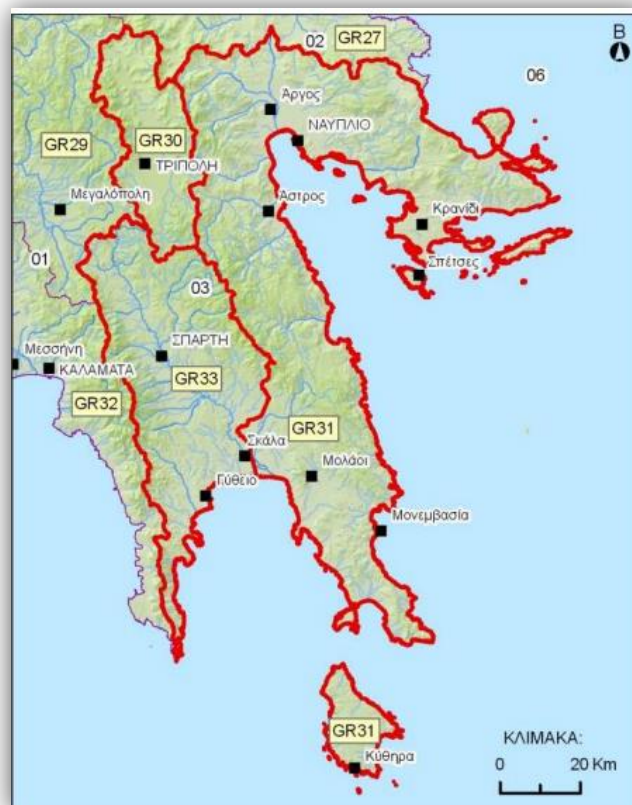 02
GR27
Β
06
Άργος
ΝΑΥΠΛΙΟ
GR29
GR30
ΤΡΙΠΟΛΗ
Μεγαλόπολη
Άστρος
Κρανίδι
01
Σπέτσες
03
Μεσσήνη
ΣΠΑΡΤΗ
ΚΑΛΑΜΑΤΑ
GR33
GR32
GR31
Σκάλα
Μολάοι
Γύθειο
Μονεμβασία
GR31
Κύθηρα
ΚΛΙΜΑΚΑ:
0 20 Km